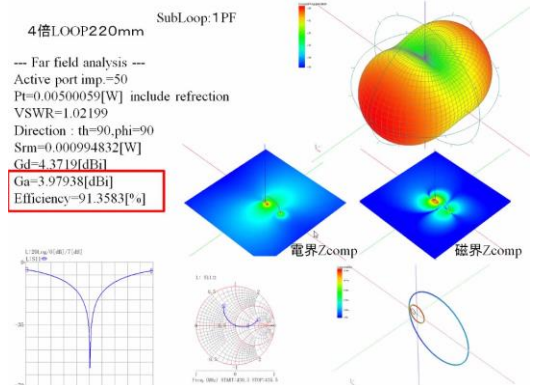 4倍LOOP220mm
SubLoop:1PF
--- Far field analysis ---
Active port imp.=50
Pt=0.00500059[W] include refrection
VSWR=1.02199
Direction : th=90,phi=90
Srm=0.000994832[W]
Gd=4.3719[dBi]
Ga=3.97938[dBi]
Efficiency=91.3583[%]
電界Zcomp
磁界Zcomp